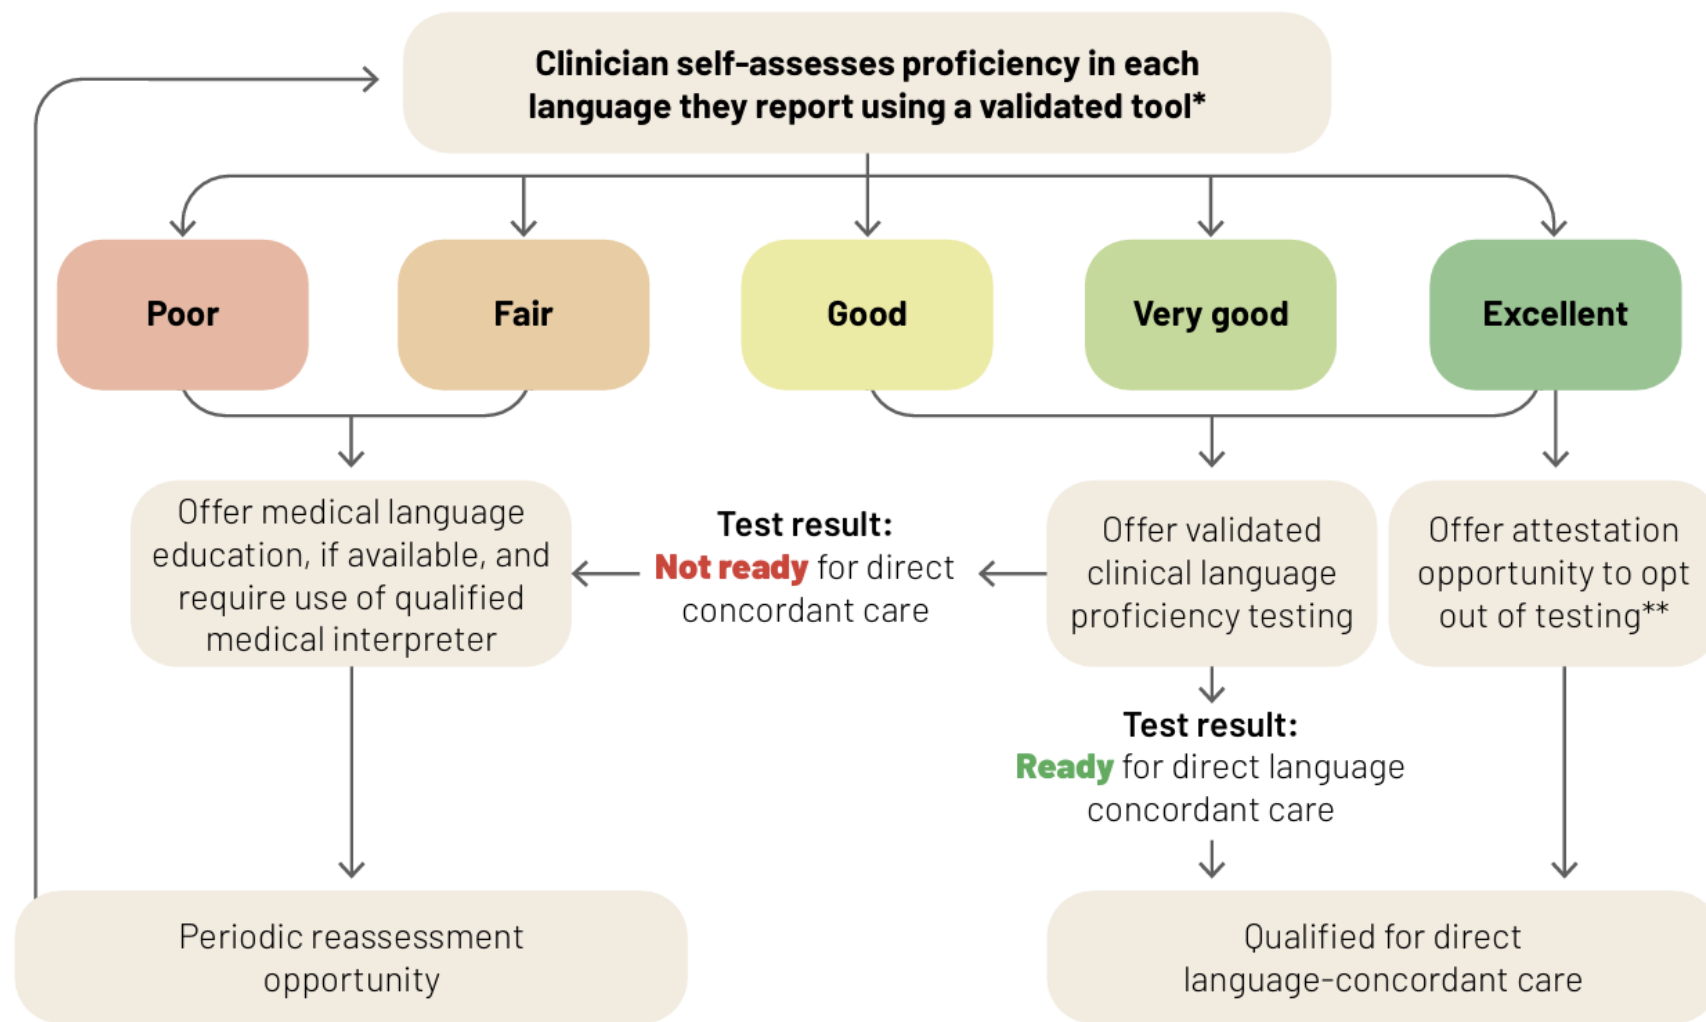 Clinician self-assesses proficiency in each
language they report using a validated tool*
Poor
Fair
Good
Very good
Excellent
Offer medical language
education, if available, and
require use of qualified
medical interpreter
Test result:
Not ready for direct
concordant care
Offer validated
clinical language
proficiency testing
Offer attestation
opportunity to opt
out of testing**
Test result:
Ready for direct language
concordant care
Periodic reassessment
opportunity
Qualified for direct
language-concordant care